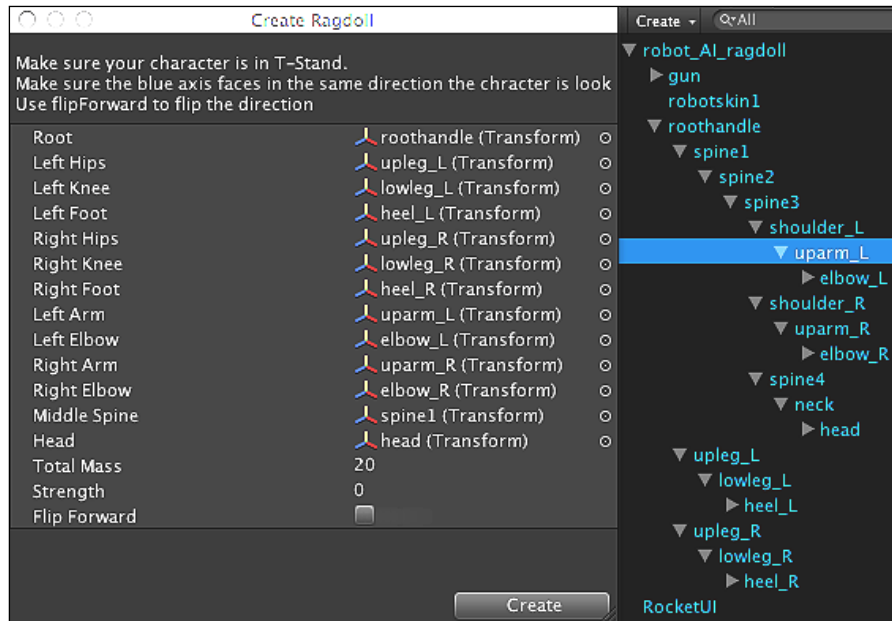 Create Ragdoll
Make sure your character is in T-Stand.
Make sure the blue axis faces in the same direction the chracter is look
Use flipForward to flip the direction
Root roothandle (Transform)
Left Hips upleg_L (Transform)
Left Knee lowleg_L (Transform)
Left Foot heel_L (Transform)
Right Hips upleg_R (Transform)
Right Knee lowleg_R (Transform)
Right Foot heel_R (Transform)
Left Arm uparm_L (Transform)
Left Elbow elbow_L (Transform)
Right Arm uparm_R (Transform)
Right Elbow elbow_R (Transform)
Middle Spine spine1 (Transform)
Head head (Transform)
Total Mass 20
Strength 0
Flip Forward
Create
Create All
robot_AI_ragdoll
gun
robotskin1
roothandle
spine1
spine2
spine3
shoulder_L
uparm_L
elbow_L
shoulder_R
uparm_R
elbow_R
spine4
neck
head
upleg_L
lowleg_L
heel_L
upleg_R
lowleg_R
heel_R
RocketUI